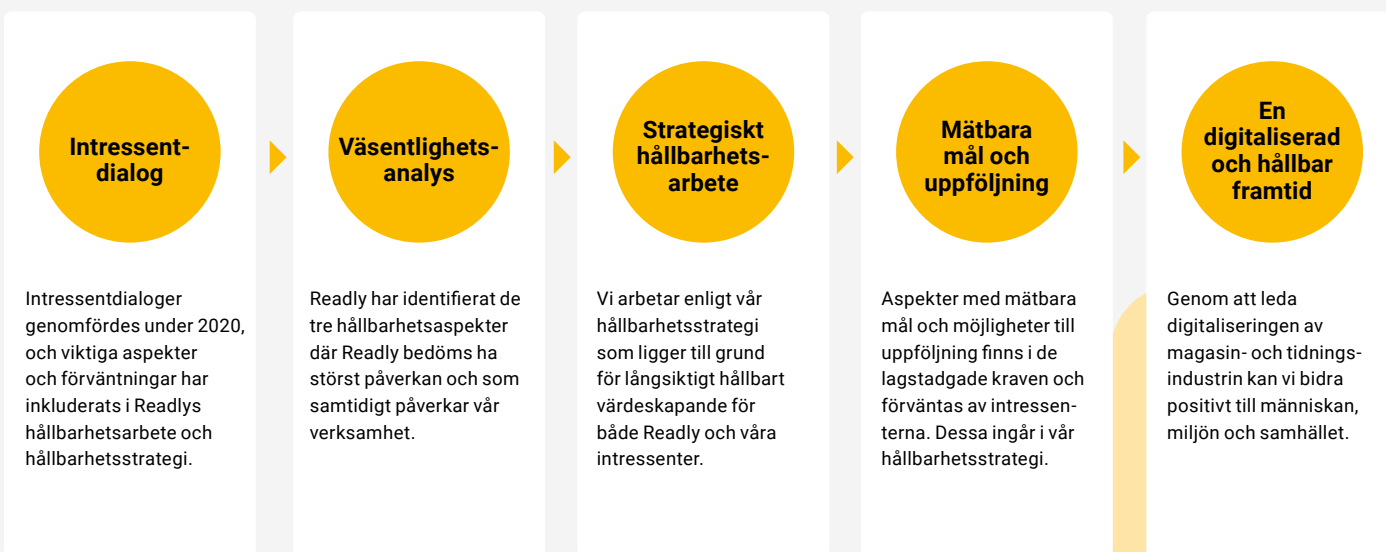 Intressent-
dialog
Intressentdialoger
genomfördes under 2020,
och viktiga aspekter
och förväntningar har
inkluderats i Readlys
hållbarhetsarbete och
hållbarhetsstrategi.
Väsentlighets-
analys
Readly har identifierat de
tre hållbarhetsaspekter
där Readly bedöms ha
störst påverkan och som
samtidigt påverkar vår
verksamhet.
Strategiskt
hållbarhets-
arbete
Vi arbetar enligt vår
hållbarhetsstrategi
som ligger till grund
för långsiktigt hållbart
värdeskapande för
både Readly och våra
intressenter.
Mätbara
mål och
uppföljning
Aspekter med mätbara
mål och möjligheter till
uppföljning finns i de
lagstadgade kraven och
förväntas av intressen-
terna. Dessa ingår i vår
hållbarhetsstrategi.
En
digitaliserad
och hållbar
framtid
Genom att leda
digitaliseringen av
magasin- och tidnings-
industrin kan vi bidra
positivt till människan,
miljön och samhället.